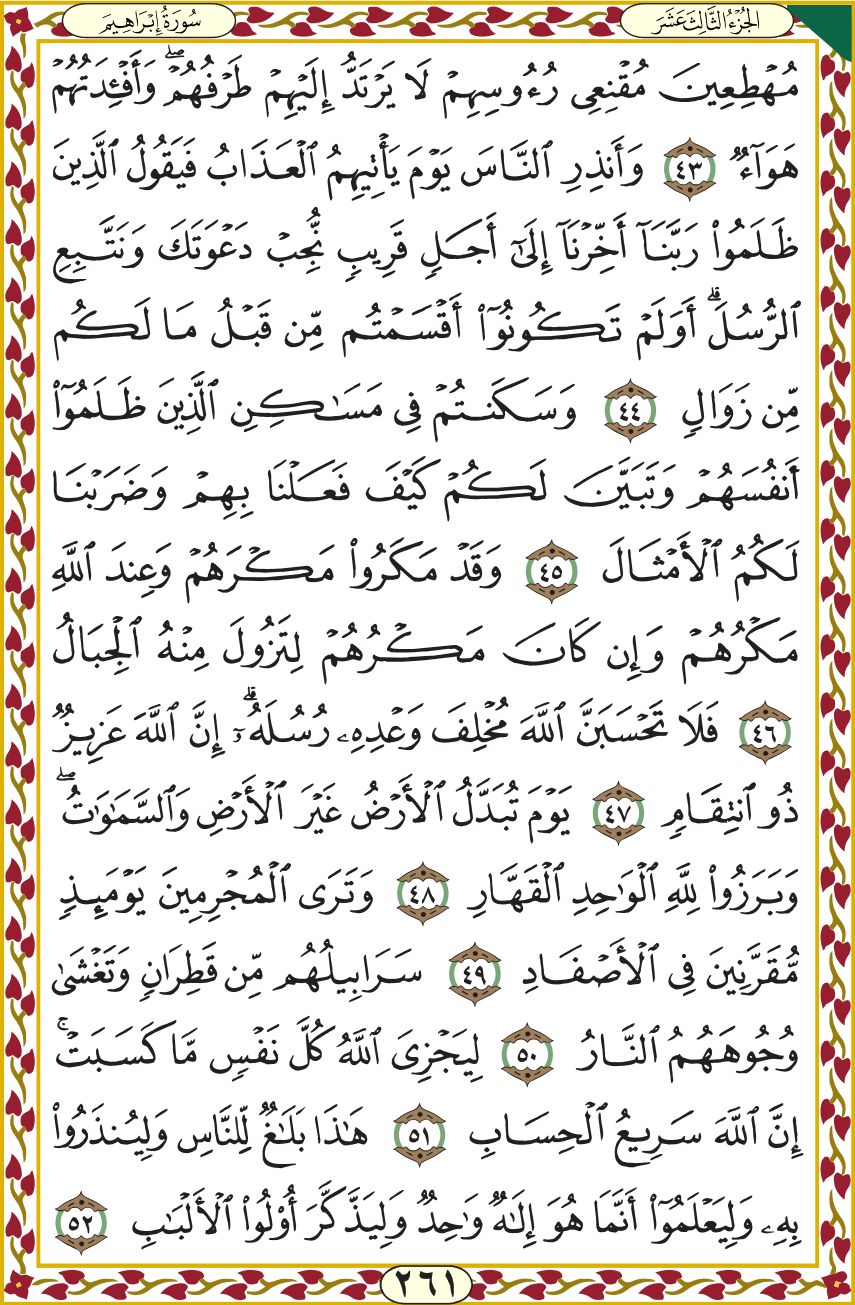 سُورَةُ إِبْرَاهِيمَ
الجُزْءُ الثَّالِثَ عَشَرَ
مُهْطِعِينَ مُقْنِعِي رُءُوسِهِمْ لَا يَرْتَدُّ إِلَيْهِمْ طَرْفُهُمْۖ وَأَفْـِٔدَتُهُمْ
هَوَآءٌ ٤٣ وَأَنذِرِ ٱلنَّاسَ يَوْمَ يَأْتِيهِمُ ٱلْعَذَابُ فَيَقُولُ ٱلَّذِينَ
ظَلَمُوا۟ رَبَّنَآ أَخِّرْنَآ إِلَىٰٓ أَجَلٍ قَرِيبٍ نُّجِبْ دَعْوَتَكَ وَنَتَّبِعِ
ٱلرُّسُلَۗ أَوَلَمْ تَكُونُوٓا۟ أَقْسَمْتُم مِّن قَبْلُ مَا لَكُم
مِّن زَوَالٍ ٤٤ وَسَكَنتُمْ فِي مَسَٰكِنِ ٱلَّذِينَ ظَلَمُوٓا۟
أَنفُسَهُمْ وَتَبَيَّنَ لَكُمْ كَيْفَ فَعَلْنَا بِهِمْ وَضَرَبْنَا
لَكُمُ ٱلْأَمْثَالَ ٤٥ وَقَدْ مَكَرُوا۟ مَكْرَهُمْ وَعِندَ ٱللَّهِ
مَكْرُهُمْ وَإِن كَانَ مَكْرُهُمْ لِتَزُولَ مِنْهُ ٱلْجِبَالُ
٤٦ فَلَا تَحْسَبَنَّ ٱللَّهَ مُخْلِفَ وَعْدِهِۦ رُسُلَهُۥٓۗ إِنَّ ٱللَّهَ عَزِيزٌ
ذُو ٱنتِقَامٍ ٤٧ يَوْمَ تُبَدَّلُ ٱلْأَرْضُ غَيْرَ ٱلْأَرْضِ وَٱلسَّمَٰوَٰتُۖ
وَبَرَزُوا۟ لِلَّهِ ٱلْوَٰحِدِ ٱلْقَهَّارِ ٤٨ وَتَرَى ٱلْمُجْرِمِينَ يَوْمَئِذٍ
مُّقَرَّنِينَ فِي ٱلْأَصْفَادِ ٤٩ سَرَابِيلُهُم مِّن قَطِرَانٍ وَتَغْشَىٰ
وُجُوهَهُمُ ٱلنَّارُ ٥٠ لِيَجْزِيَ ٱللَّهُ كُلَّ نَفْسٍ مَّا كَسَبَتْۚ
إِنَّ ٱللَّهَ سَرِيعُ ٱلْحِسَابِ ٥١ هَٰذَا بَلَٰغٌ لِّلنَّاسِ وَلِيُنذَرُوا۟
بِهِۦ وَلِيَعْلَمُوٓا۟ أَنَّمَا هُوَ إِلَٰهٌ وَٰحِدٌ وَلِيَذَّكَّرَ أُو۟لُوا۟ ٱلْأَلْبَٰبِ ٥٢
٢٦١